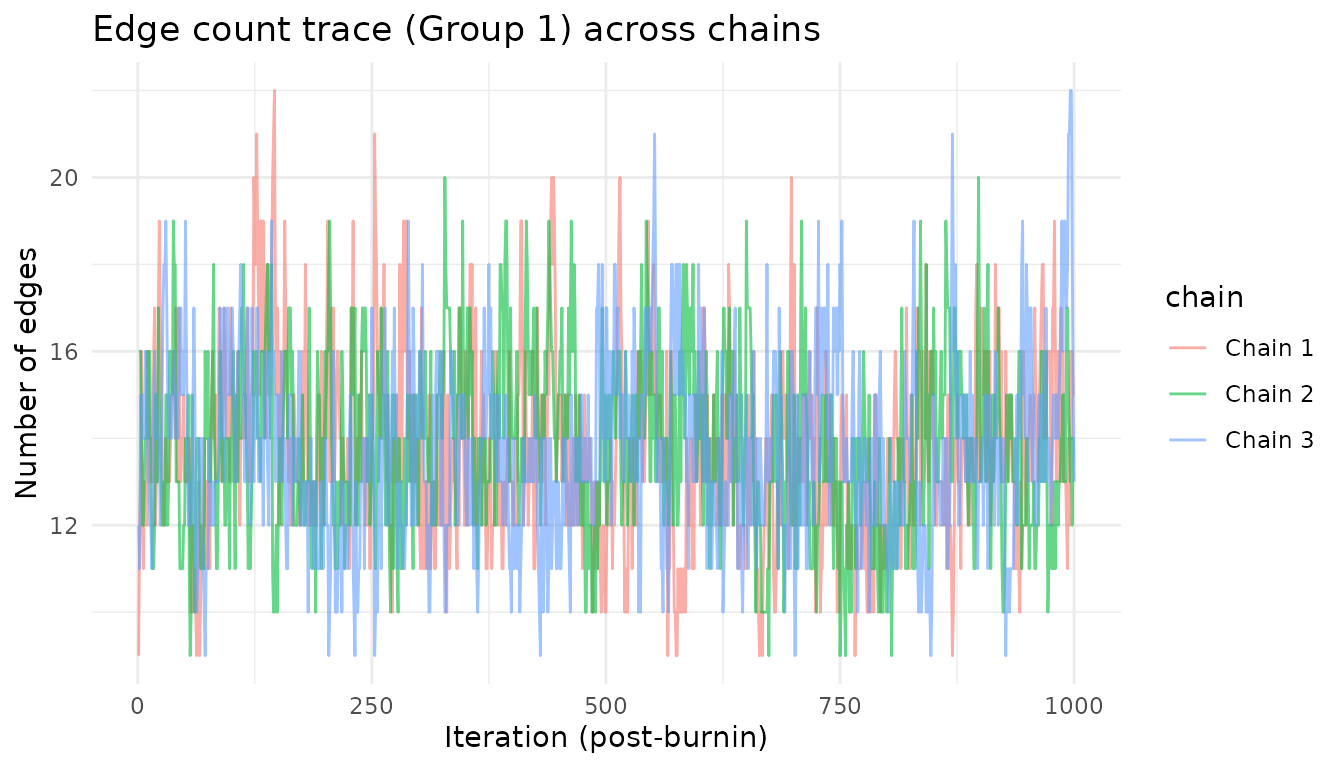 Edge count trace (Group 1) across chains
Number of edges
20
16
12
0
250
500
750
1000
Iteration (post-burnin)
chain
Chain 1
Chain 2
Chain 3